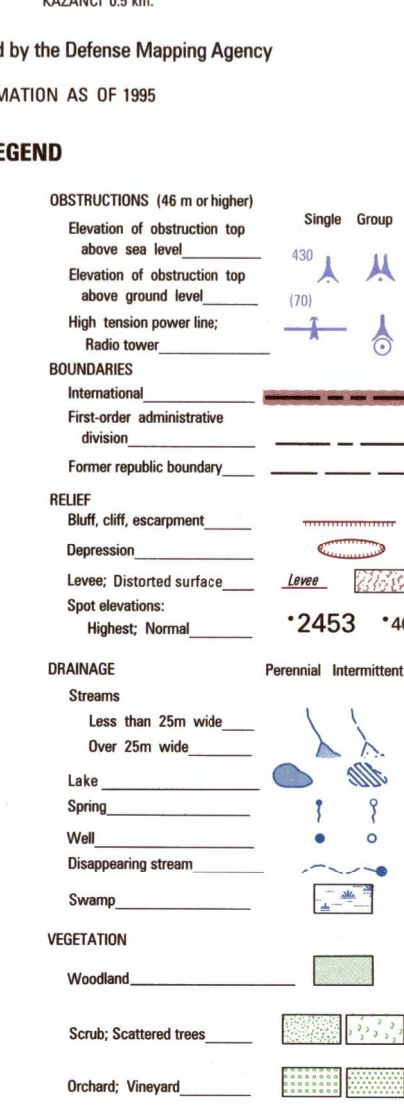 KAZANCI 0.5 km.
d by the Defense Mapping Agency
MATION AS OF 1995
EGEND
OBSTRUCTIONS (46 m or higher)
Single Group
Elevation of obstruction top
above sea level
430
Elevation of obstruction top
above ground level
(70)
High tension power line;
Radio tower
BOUNDARIES
International
First-order administrative
division
Former republic boundary
RELIEF
Bluff, cliff, escarpment
Depression
Levee; Distorted surface
Levee
Spot elevations:
Highest; Normal
2453
DRAINAGE
Perennial Intermittent
Streams
Less than 25m wide
Over 25m wide
Lake
Spring
Well
Disappearing stream
Swamp
VEGETATION
Woodland
Scrub; Scattered trees
Orchard; Vineyard